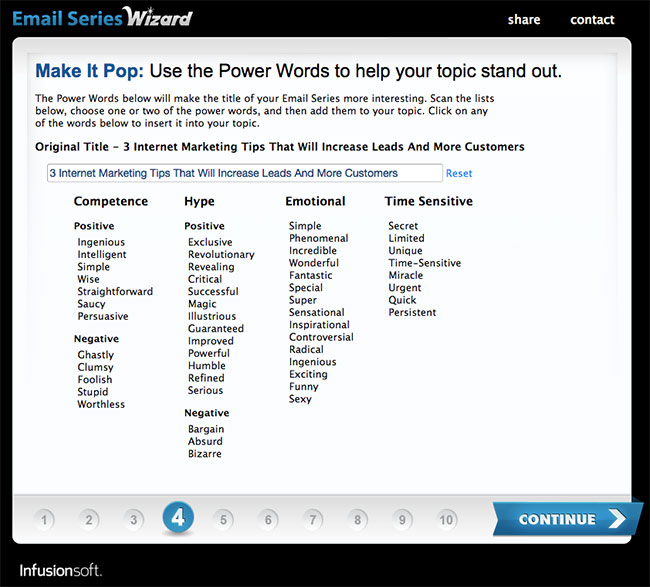 Email Series Wizard
share
contact
Make It Pop: Use the Power Words to help your topic stand out.
The Power Words below will make the title of your Email Series more interesting. Scan the lists
below, choose one or two of the power words, and then add them to your topic. Click on any
of the words below to insert it into your topic.
Original Title – 3 Internet Marketing Tips That Will Increase Leads And More Customers
3 Internet Marketing Tips That Will Increase Leads And More Customers
Reset
Competence
Positive
Ingenious
Intelligent
Simple
Wise
Straightforward
Saucy
Persuasive
Negative
Ghastly
Clumsy
Foolish
Stupid
Worthless
Hype
Positive
Exclusive
Revolutionary
Revealing
Critical
Successful
Magic
Illustrious
Guaranteed
Improved
Powerful
Humble
Refined
Serious
Negative
Bargain
Absurd
Bizarre
Emotional
Simple
Phenomenal
Incredible
Wonderful
Fantastic
Special
Super
Sensational
Inspirational
Controversial
Radical
Ingenious
Exciting
Funny
Sexy
Time Sensitive
Secret
Limited
Unique
Time-Sensitive
Miracle
Urgent
Quick
Persistent
1 2 3 4 5 6 7 8 9 10
CONTINUE
Infusionsoft.